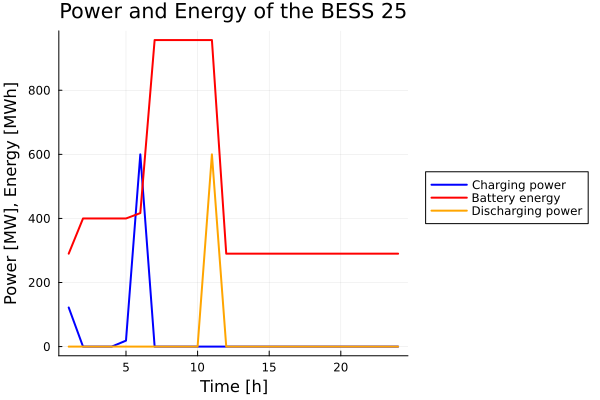 Power and Energy of the BESS 25
Power [MW], Energy [MWh]
800
600
400
200
0
5
10
15
20
Time [h]
Charging power
Battery energy
Discharging power